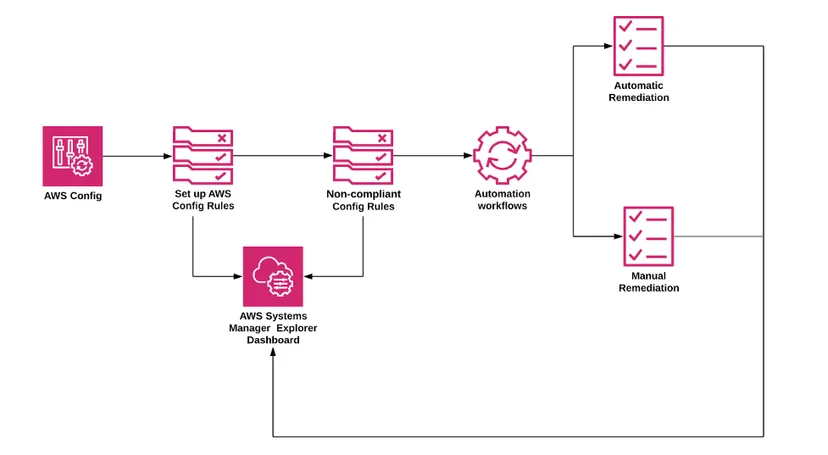 Automatic
Remediation
AWS Config
Set up AWS
Config Rules
Non-compliant
Config Rules
Automation
workflows
Manual
Remediation
AWS Systems
Manager Explorer
Dashboard